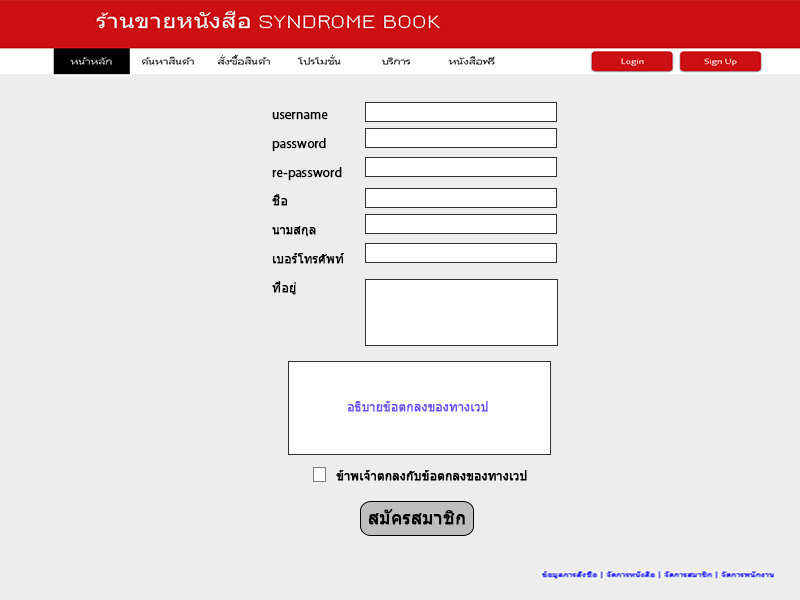 ร้านขายหนังสือ SYNDROME BOOK
หน้าหลัก ค้นหาสินค้า สั่งซื้อสินค้า โปรโมชั่น บริการ หนังสือฟรี Login Sign Up
username
password
re-password
ชื่อ
นามสกุล
เบอร์โทรศัพท์
ที่อยู่
อธิบายข้อตกลงของทางเวป
ข้าพเจ้าตกลงกับข้อตกลงของทางเวป
สมัครสมาชิก
ข้อมูลการสั่งซื้อ | จัดการหนังสือ | จัดการสมาชิก | จัดการพนักงาน